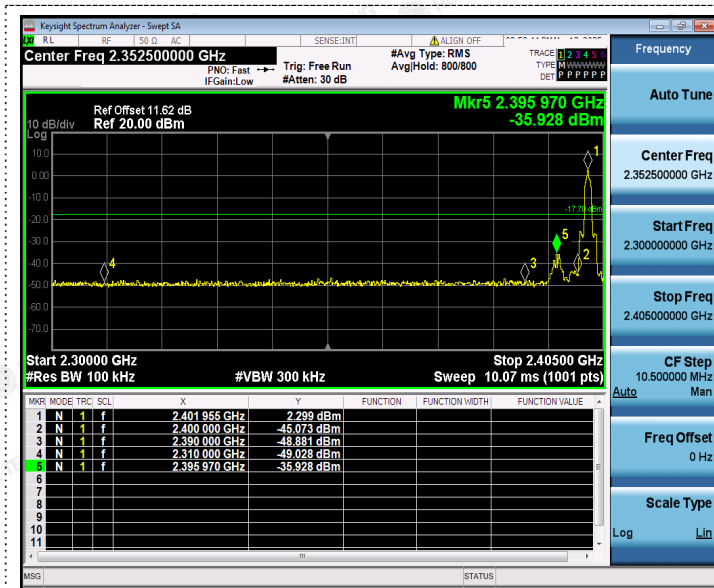 Keysight Spectrum Analyzer - Swept SA
RL RF 50 Ω AC SENSE:INT ALIGN OFF
Center Freq 2.352500000 GHz
PNO: Fast
IFGain:Low
Trig: Free Run
#Atten: 30 dB
#Avg Type: RMS
Avg|Hold: 800/800
TRACE 1 2 3 4 5 6
TYPE M W W W W W
DET P P P P P P
Mkr5 2.395 970 GHz
-35.928 dBm
Ref Offset 11.62 dB
10 dB/div Ref 20.00 dBm
Log
10.0
0.00
-10.0
-20.0
-30.0
-40.0
-50.0
-60.0
-70.0
-17.70 dBm
1
2
3
4
5
Start 2.30000 GHz Stop 2.40500 GHz
#Res BW 100 kHz #VBW 300 kHz Sweep 10.07 ms (1001 pts)
MKR MODE TRC SCL X Y FUNCTION FUNCTION WIDTH FUNCTION VALUE
1 N 1 f 2.401 955 GHz 2.299 dBm
2 N 1 f 2.400 000 GHz -45.073 dBm
3 N 1 f 2.390 000 GHz -48.881 dBm
4 N 1 f 2.310 000 GHz -49.028 dBm
5 N 1 f 2.395 970 GHz -35.928 dBm
6
7
8
9
10
11
MSG STATUS
Frequency
Auto Tune
Center Freq
2.352500000 GHz
Start Freq
2.300000000 GHz
Stop Freq
2.405000000 GHz
CF Step
10.500000 MHz
Auto Man
Freq Offset
0 Hz
Scale Type
Log Lin